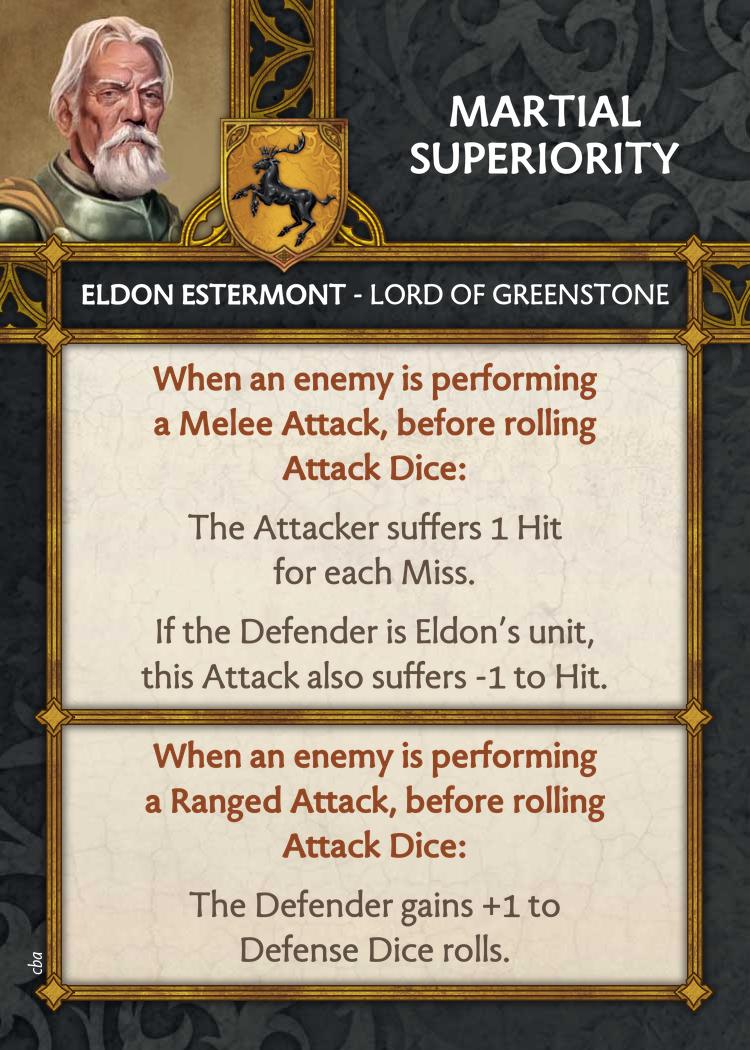 MARTIAL
SUPERIORITY
ELDON ESTERMONT - LORD OF GREENSTONE
When an enemy is performing
a Melee Attack, before rolling
Attack Dice:
The Attacker suffers 1 Hit
for each Miss.
If the Defender is Eldon's unit,
this Attack also suffers -1 to Hit.
When an enemy is performing
a Ranged Attack, before rolling
Attack Dice:
The Defender gains +1 to
Defense Dice rolls.
cba